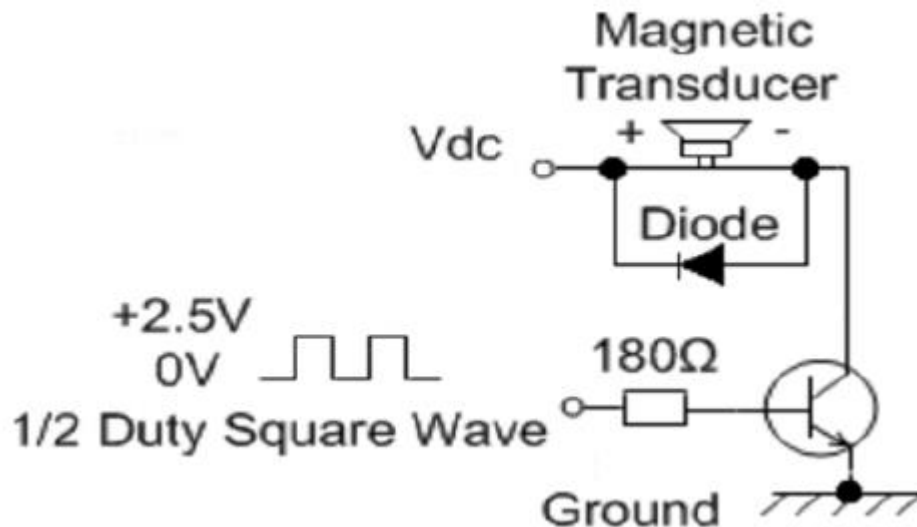 Magnetic
Transducer
+ -
Vdc
Diode
+2.5V
0V
180Ω
1/2 Duty Square Wave
Ground